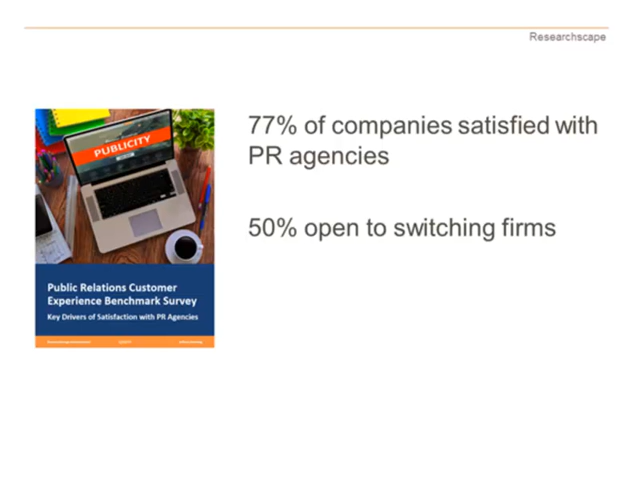 Researchscape
77% of companies satisfied with
PR agencies
50% open to switching firms
PUBLICITY
Public Relations Customer
Experience Benchmark Survey
Key Drivers of Satisfaction with PR Agencies